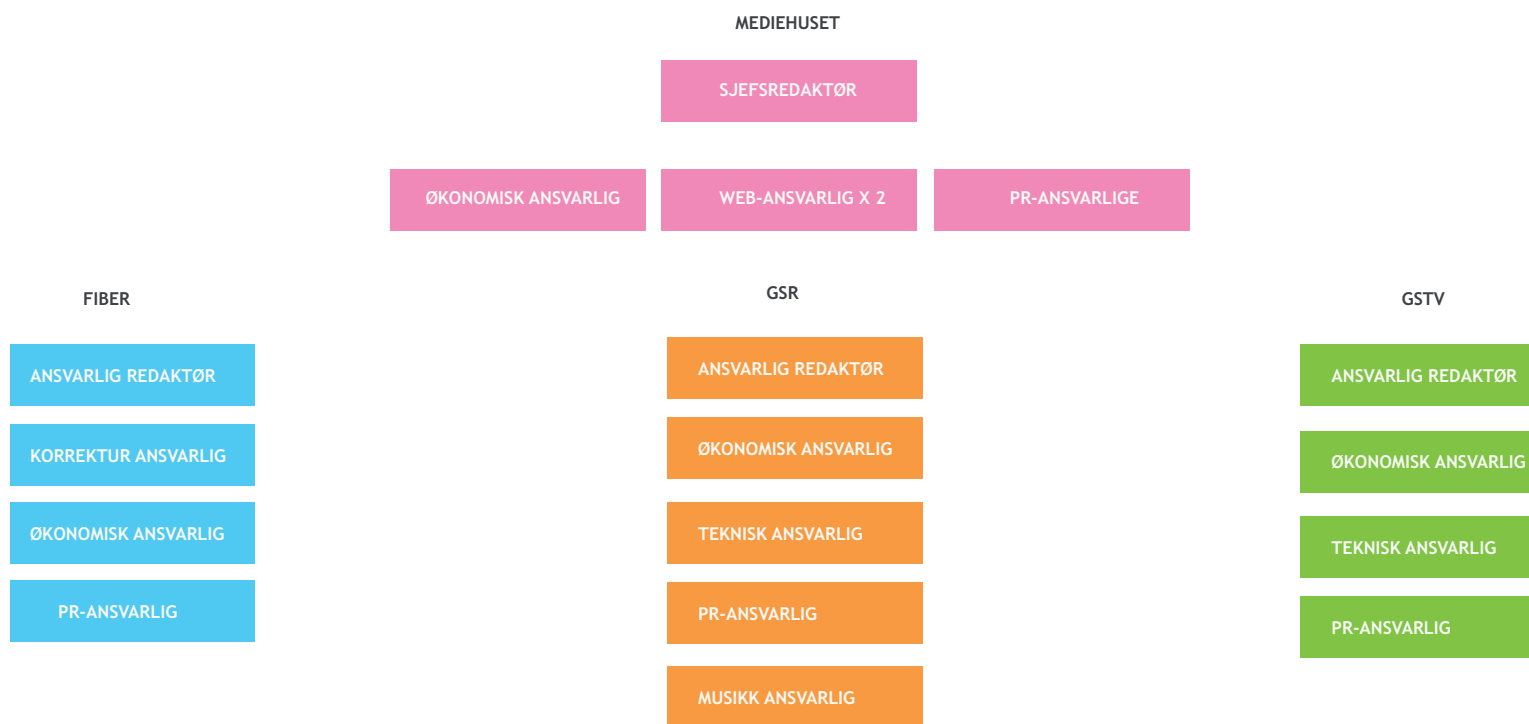 MEDIEHUSET
SJEFSREDAKTØR
ØKONOMISK ANSVARLIG
WEB-ANSVARLIG X 2
PR-ANSVARLIGE
FIBER
ANSVARLIG REDAKTØR
KORREKTUR ANSVARLIG
ØKONOMISK ANSVARLIG
PR-ANSVARLIG
GSR
ANSVARLIG REDAKTØR
ØKONOMISK ANSVARLIG
TEKNISK ANSVARLIG
PR-ANSVARLIG
MUSIKK ANSVARLIG
GSTV
ANSVARLIG REDAKTØR
ØKONOMISK ANSVARLIG
TEKNISK ANSVARLIG
PR-ANSVARLIG